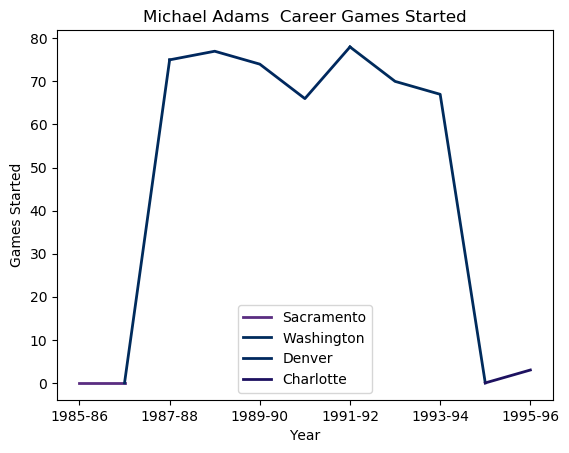 Michael Adams  Career Games Started
80
70
60
50
40
30
20
10
0
Games Started
Sacramento
Washington
Denver
Charlotte
1985-86 1987-88 1989-90 1991-92 1993-94 1995-96
Year